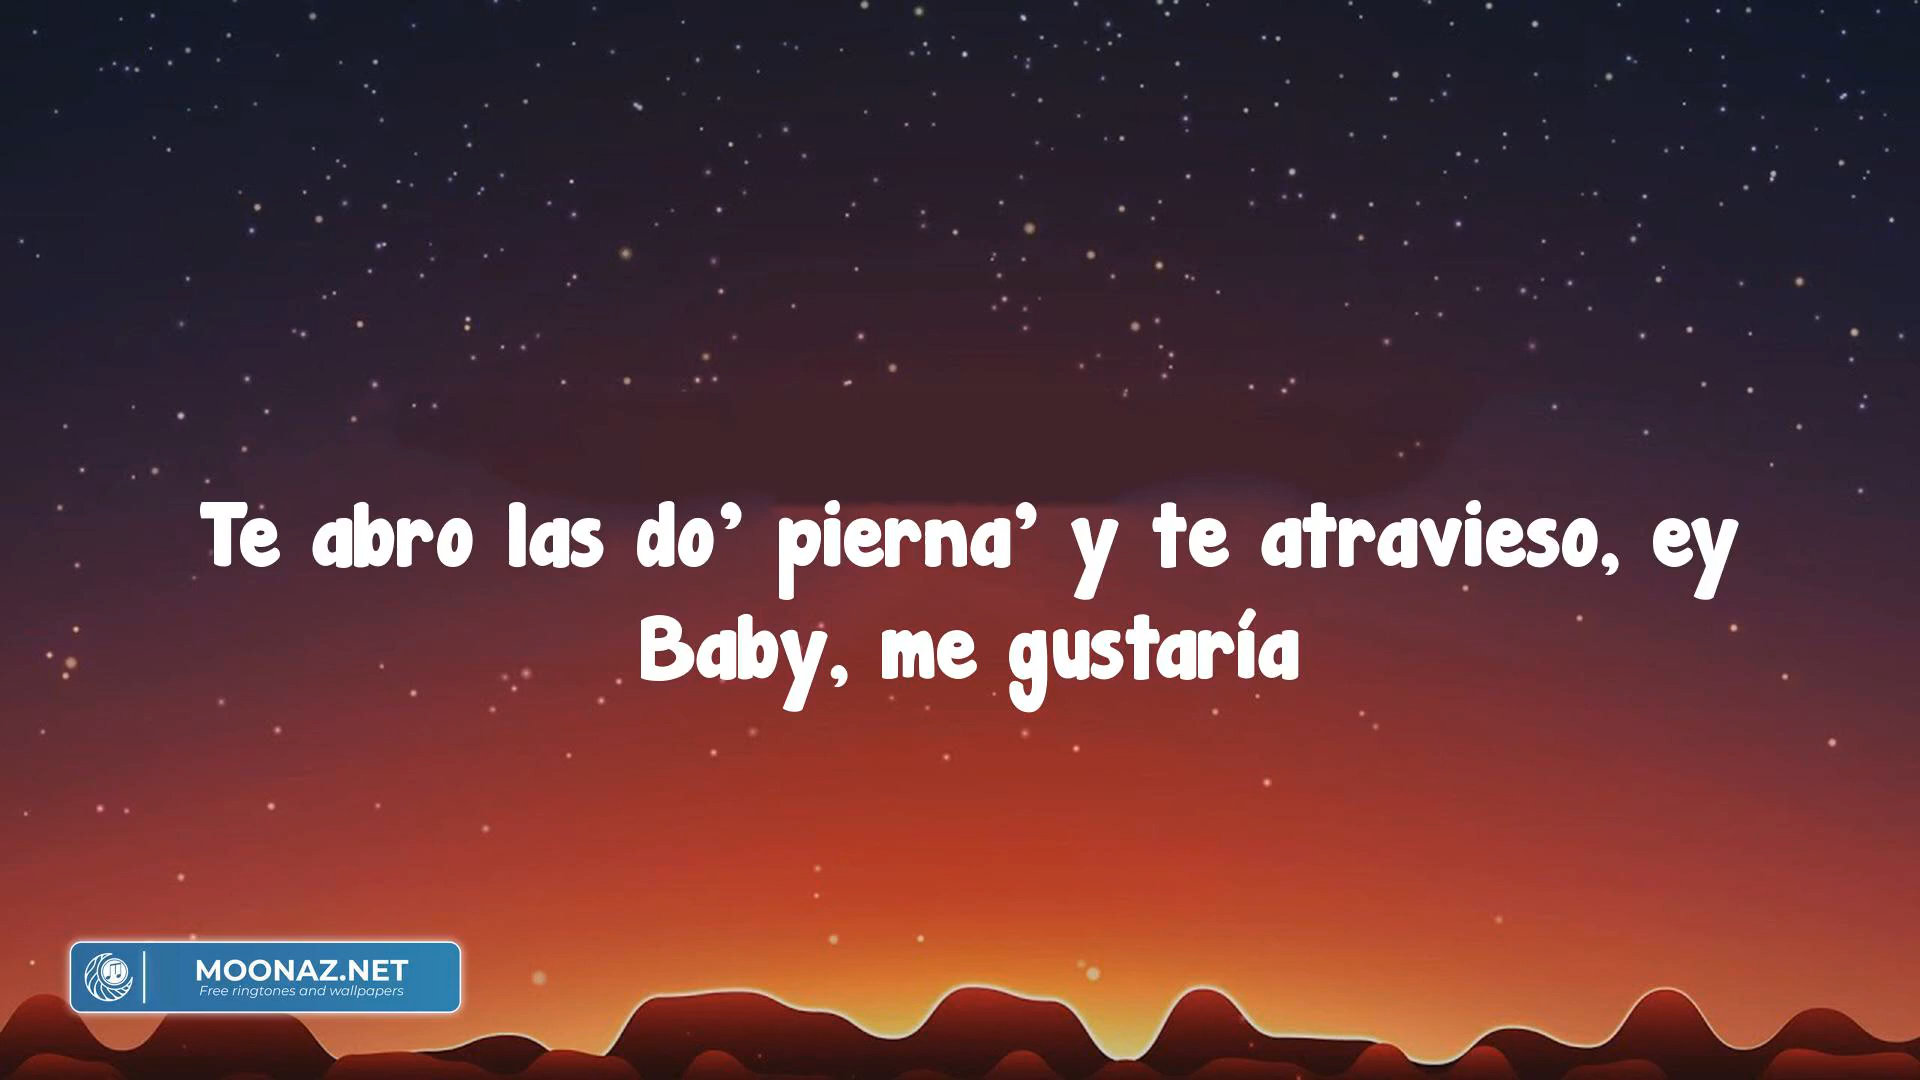 Te abro las do’ pierna’ y te atravieso, ey
Baby, me gustaría
MOONAZ.NET
Free ringtones and wallpapers